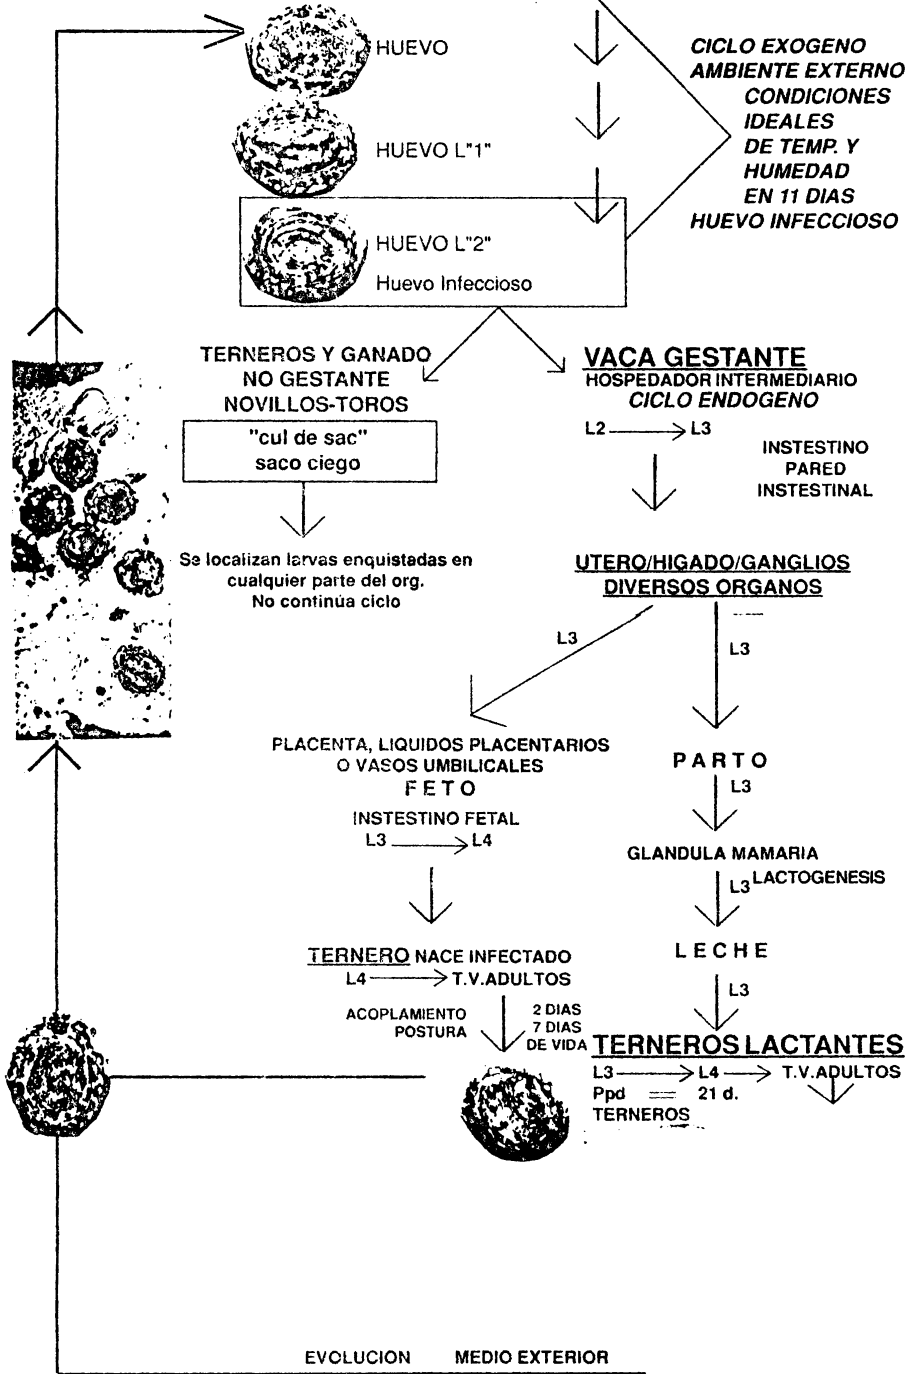 HUEVO
HUEVO L"1"
HUEVO L"2"
Huevo Infeccioso
CICLO EXOGENO
AMBIENTE EXTERNO
CONDICIONES
IDEALES
DE TEMP. Y
HUMEDAD
EN 11 DIAS
HUEVO INFECCIOSO
TERNEROS Y GANADO
NO GESTANTE
NOVILLOS-TOROS
"cul de sac"
saco ciego
Se localizan larvas enquistadas en
cualquier parte del org.
No continúa ciclo
VACA GESTANTE
HOSPEDADOR INTERMEDIARIO
CICLO ENDOGENO
L2 L3
INSTESTINO
PARED
INSTESTINAL
UTERO/HIGADO/GANGLIOS
DIVERSOS ORGANOS
L3
L3
PLACENTA, LIQUIDOS PLACENTARIOS
O VASOS UMBILICALES
FETO
INSTESTINO FETAL
L3 L4
TERNERO NACE INFECTADO
L4 T.V.ADULTOS
ACOPLAMIENTO
POSTURA
2 DIAS
7 DIAS
DE VIDA
PARTO
L3
GLANDULA MAMARIA
L3 LACTOGENESIS
LECHE
L3
TERNEROS LACTANTES
L3 L4 T.V.ADULTOS
Ppd = 21 d.
TERNEROS
EVOLUCION MEDIO EXTERIOR